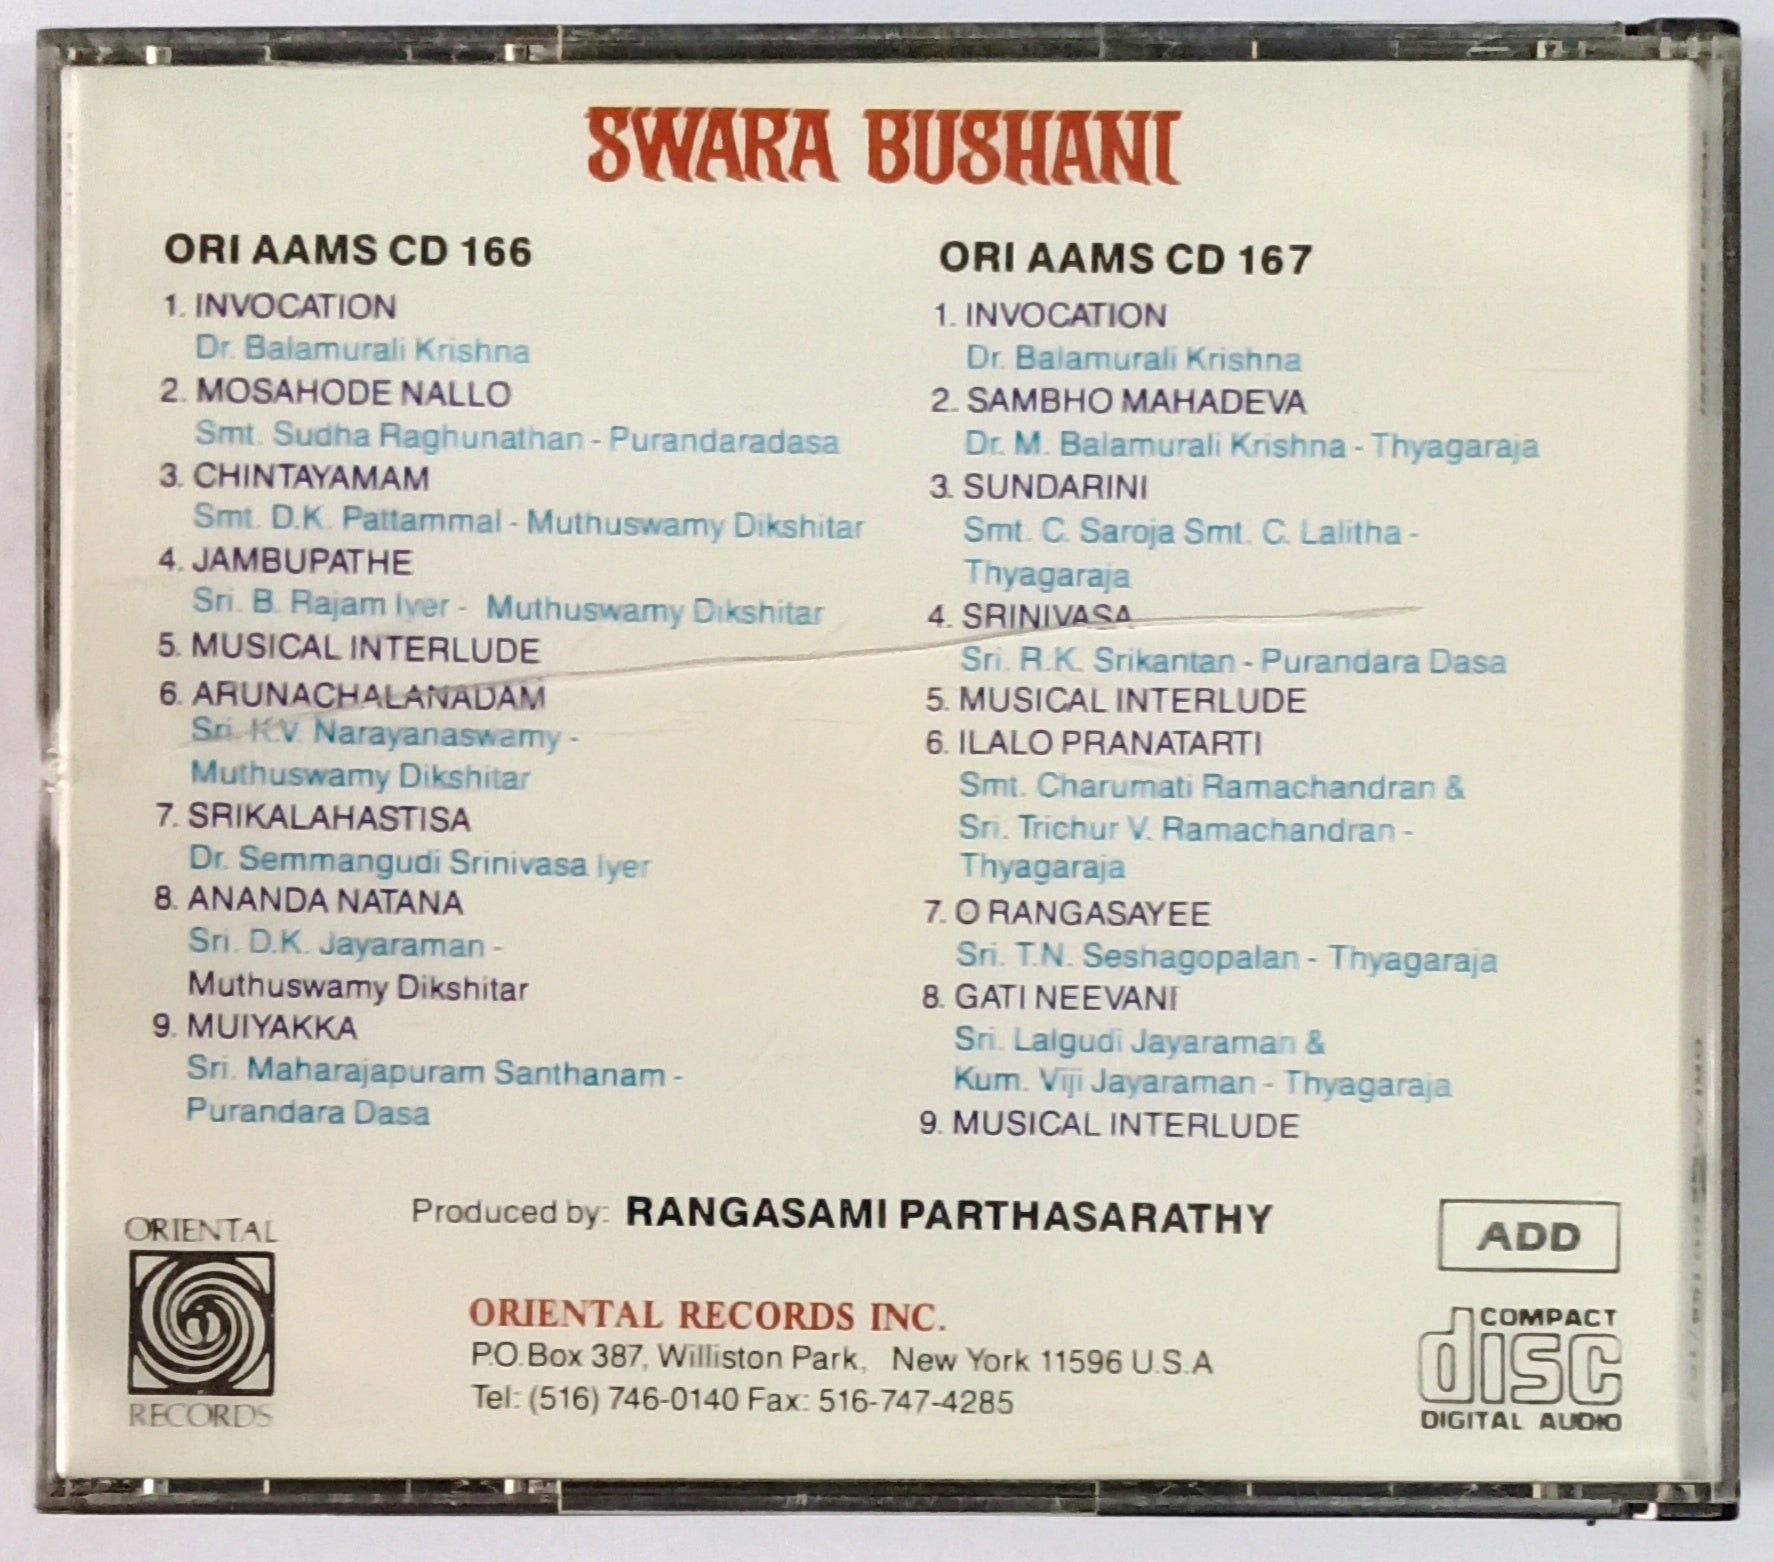 SWARA BUSHANI
ORI AAMS CD 166
1. INVOCATION
Dr. Balamurali Krishna
2. MOSAHODE NALLO
Smt. Sudha Raghunathan - Purandaradasa
3. CHINTAYAMAM
Smt. D.K. Pattammal - Muthuswamy Dikshitar
4. JAMBUPATHE
Sri. B. Rajam Iyer - Muthuswamy Dikshitar
5. MUSICAL INTERLUDE
6. ARUNACHALANADAM
Sri. K.V. Narayanaswamy -
Muthuswamy Dikshitar
7. SRIKALAHASTISA
Dr. Semmangudi Srinivasa Iyer
8. ANANDA NATANA
Sri. D.K. Jayaraman -
Muthuswamy Dikshitar
9. MUIYAKKA
Sri. Maharajapuram Santhanam -
Purandara Dasa
ORI AAMS CD 167
1. INVOCATION
Dr. Balamurali Krishna
2. SAMBHO MAHADEVA
Dr. M. Balamurali Krishna - Thyagaraja
3. SUNDARINI
Smt. C. Saroja Smt. C. Lalitha -
Thyagaraja
4. SRINIVASA
Sri. R.K. Srikantan - Purandara Dasa
5. MUSICAL INTERLUDE
6. ILALO PRANATARTI
Smt. Charumati Ramachandran &
Sri. Trichur V. Ramachandran -
Thyagaraja
7. O RANGASAYEE
Sri. T.N. Seshagopalan - Thyagaraja
8. GATI NEEVANI
Sri. Lalgudi Jayaraman &
Kum. Viji Jayaraman - Thyagaraja
9. MUSICAL INTERLUDE
Produced by: RANGASAMI PARTHASARATHY
ORIENTAL
RECORDS
ORIENTAL RECORDS INC.
P.O.Box 387, Williston Park, New York 11596 U.S.A
Tel: (516) 746-0140 Fax: 516-747-4285
ADD
COMPACT
disc
DIGITAL AUDIO